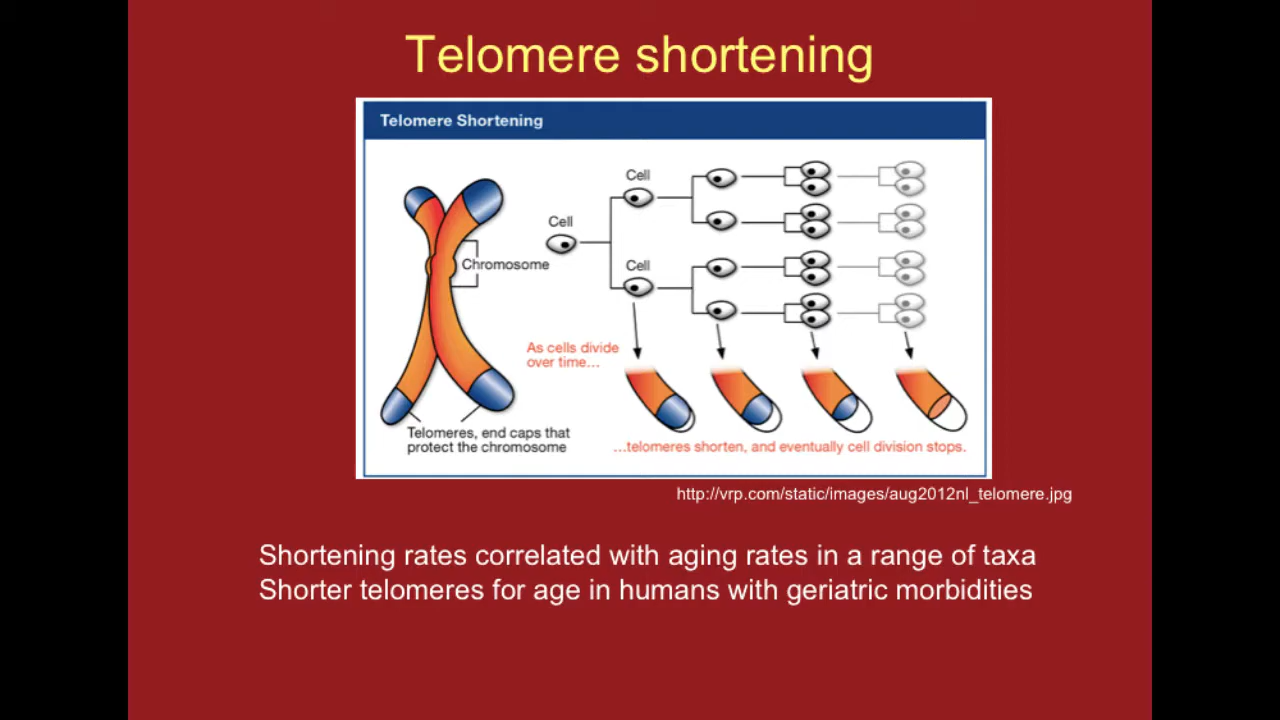 Telomere shortening
Telomere Shortening
Cell
Cell
Chromosome
Cell
As cells divide
over time...
Telomeres, end caps that
protect the chromosome
...telomeres shorten, and eventually cell division stops.
http://vrp.com/static/images/aug2012nl_telomere.jpg
Shortening rates correlated with aging rates in a range of taxa
Shorter telomeres for age in humans with geriatric morbidities